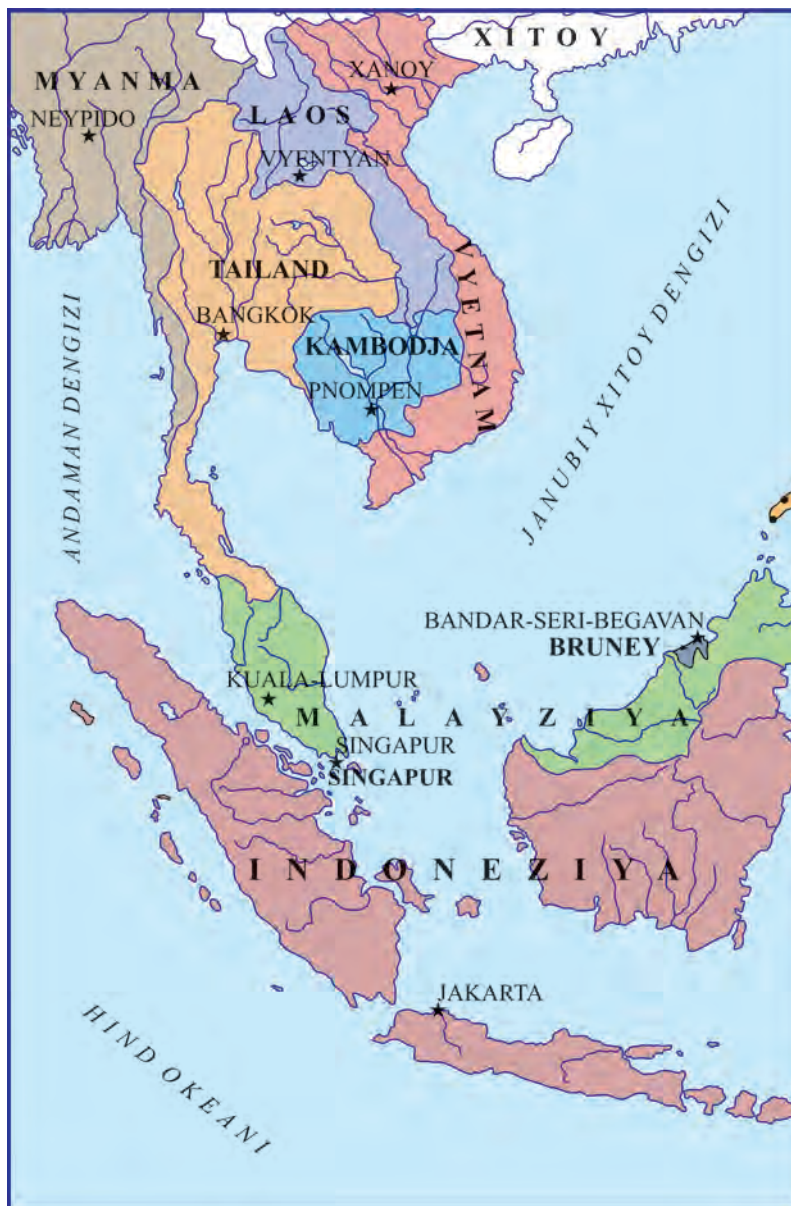 XITOY
MYANMA
XANOY
NEYPIDO
LAOS
VYENTYAN
VYETNAM
TAILAND
BANGKOK
KAMBODJA
PNOMPEN
ANDAMAN DENGIZI
JANUBIY XITOY DENGIZI
BANDAR-SERI-BEGAVAN
BRUNEY
KUALA-LUMPUR
MALAYZIYA
SINGAPUR
SINGAPUR
INDONEZIYA
JAKARTA
HIND OKEANI